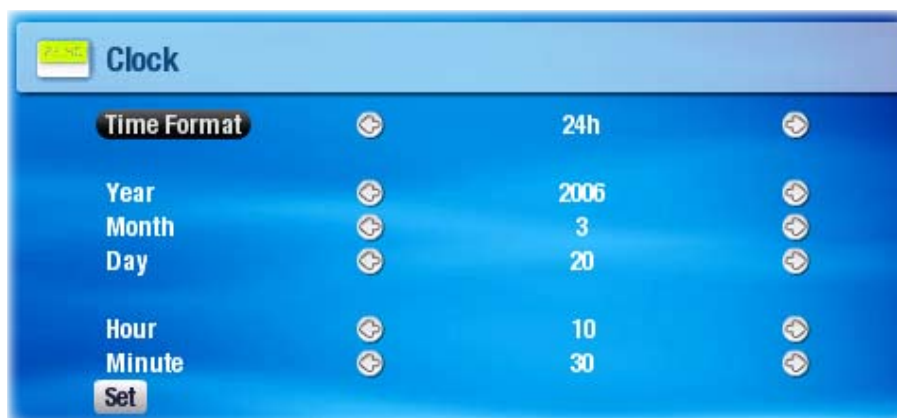 Clock
Time Format 24h
Year 2006
Month 3
Day 20
Hour 10
Minute 30
Set